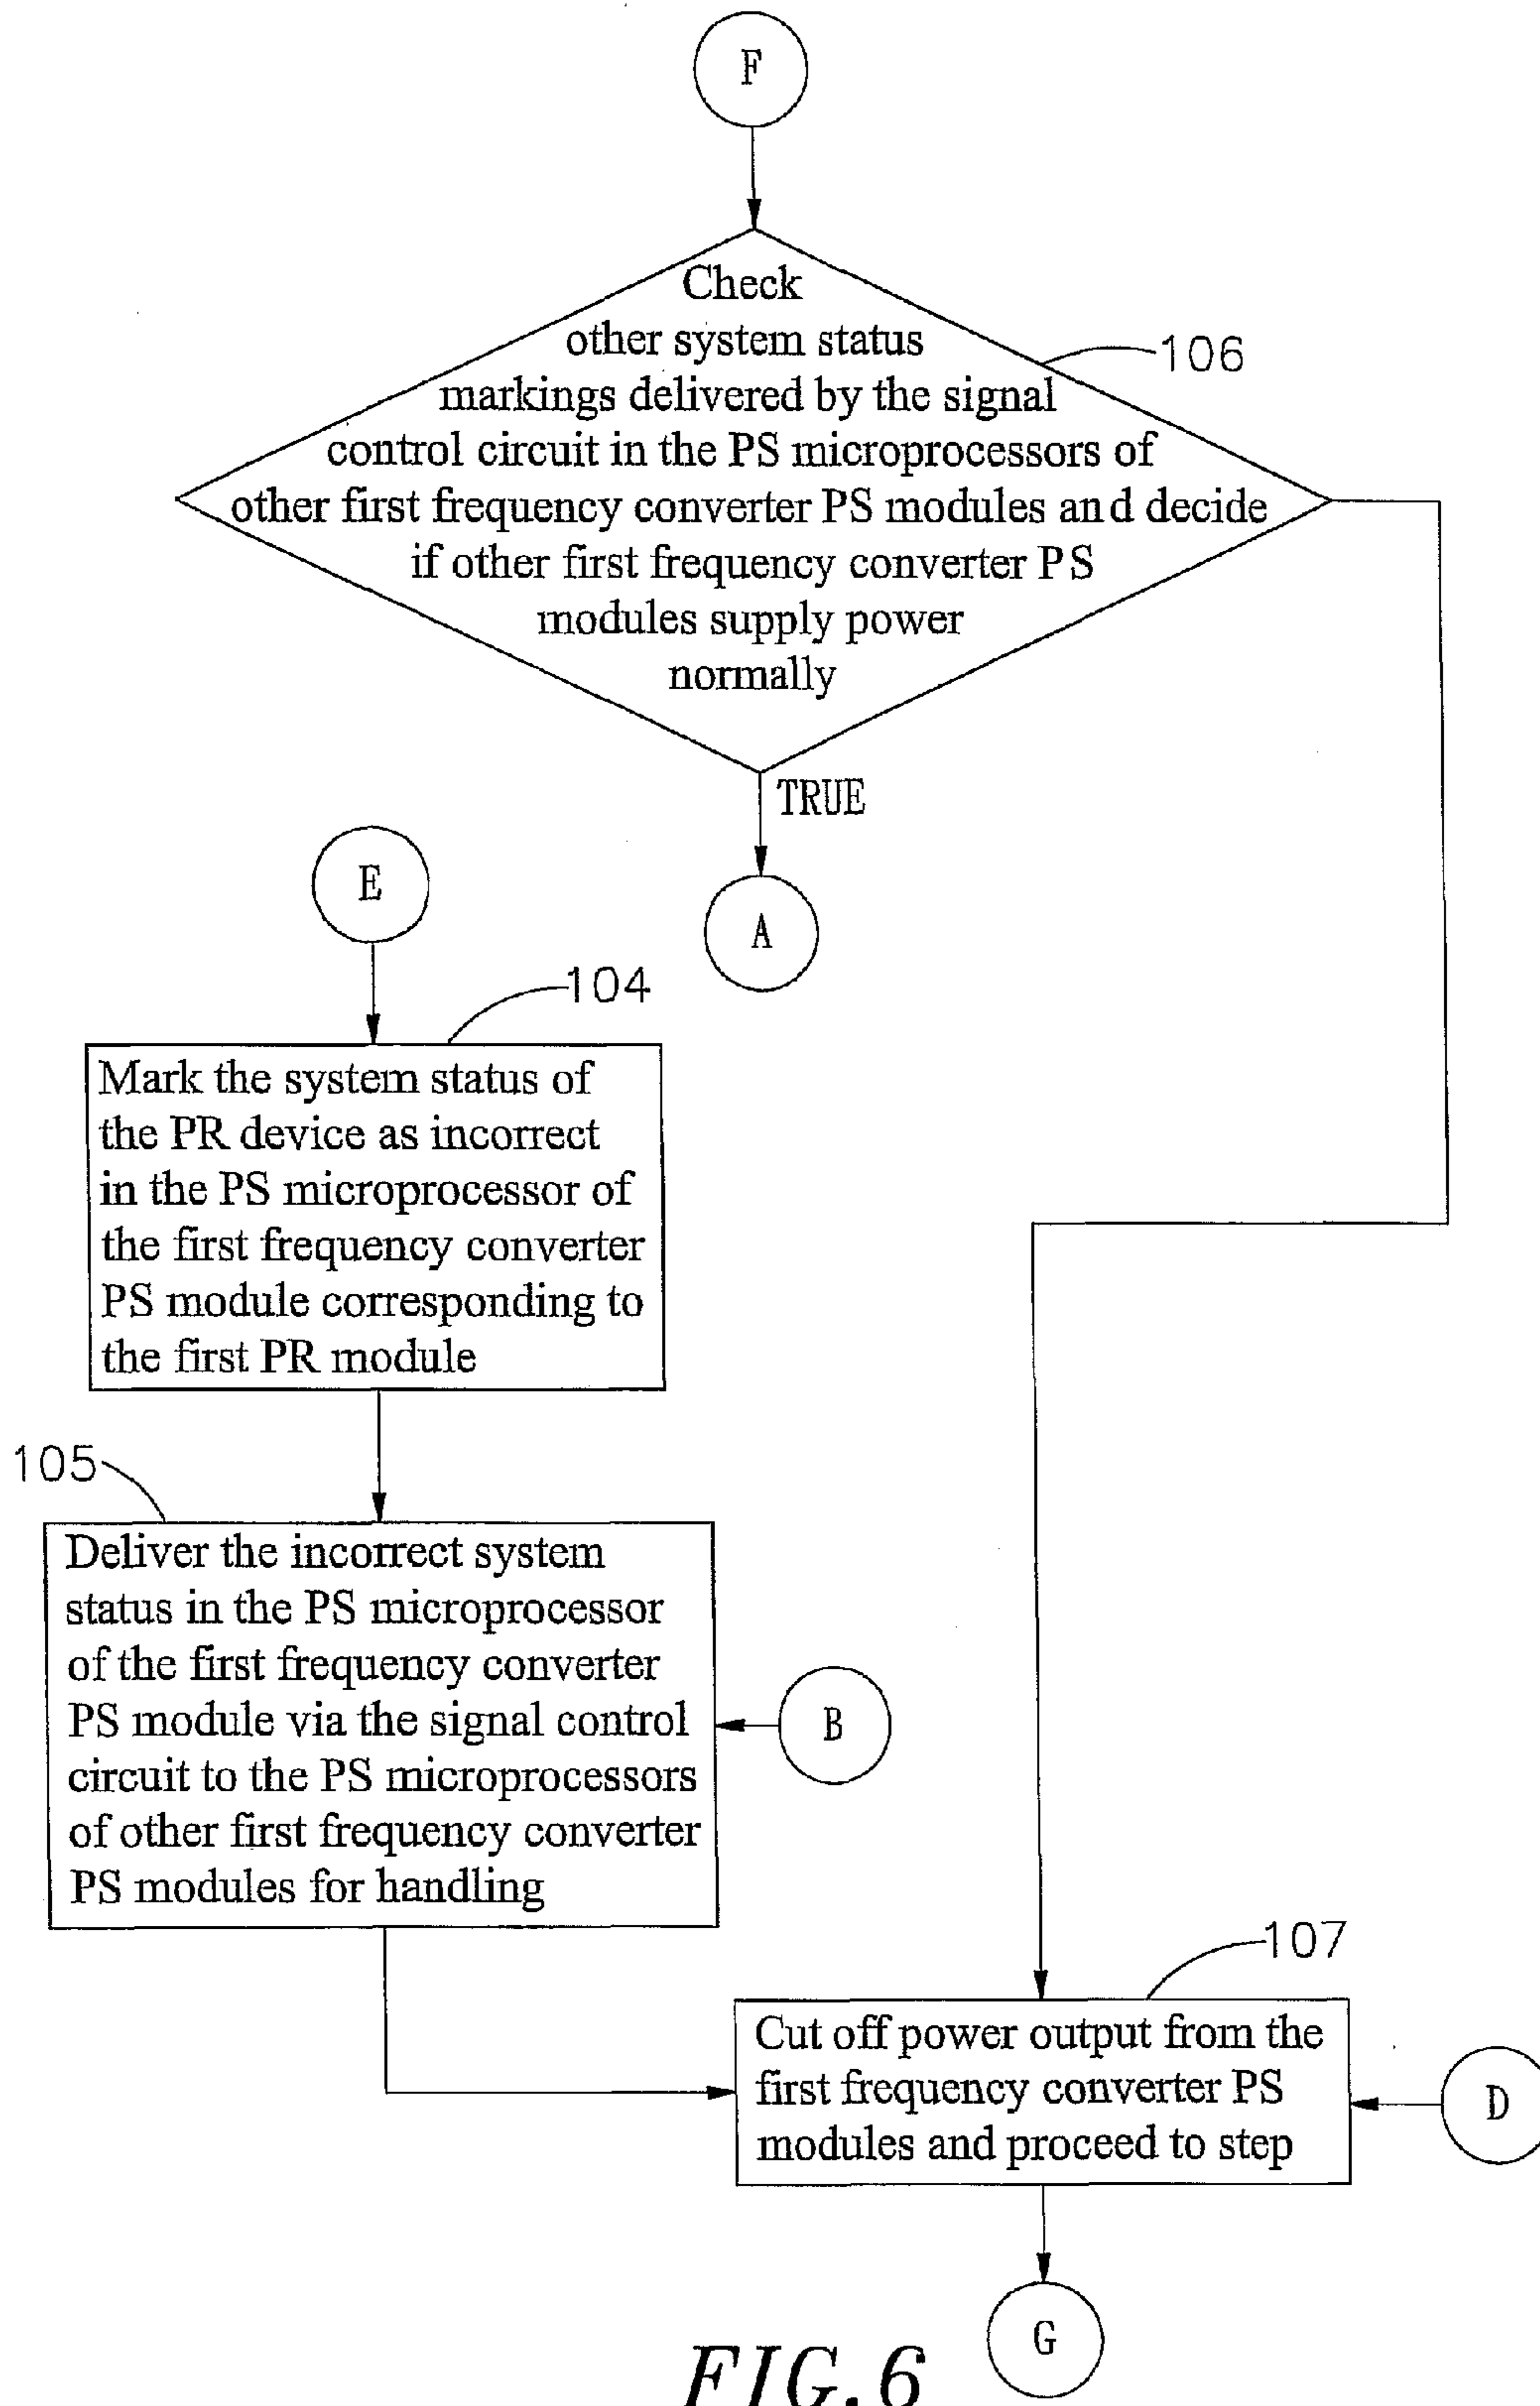 F
Check
other system status
markings delivered by the signal
control circuit in the PS microprocessors of
other first frequency converter PS modules and decide
if other first frequency converter PS
modules supply power
normally
106
TRUE
A
E
104
Mark the system status of
the PR device as incorrect
in the PS microprocessor of
the first frequency converter
PS module corresponding to
the first PR module
105
Deliver the incorrect system
status in the PS microprocessor
of the first frequency converter
PS module via the signal control
circuit to the PS microprocessors
of other first frequency converter
PS modules for handling
B
107
Cut off power output from the
first frequency converter PS
modules and proceed to step
D
G
FIG.6